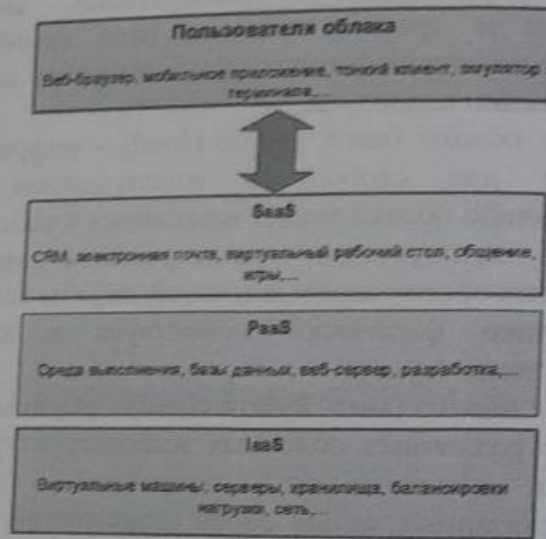 Пользователи облака
Веб-браузер, мобильное приложение, тонкий клиент, эмулятор
терминала,...
SaaS
CRM, электронная почта, виртуальный рабочий стол, общение,
игры,...
PaaS
Среда выполнения, базы данных, веб-сервер, разработка,...
IaaS
Виртуальные машины, серверы, хранилища, балансировки
нагрузки, сеть,...